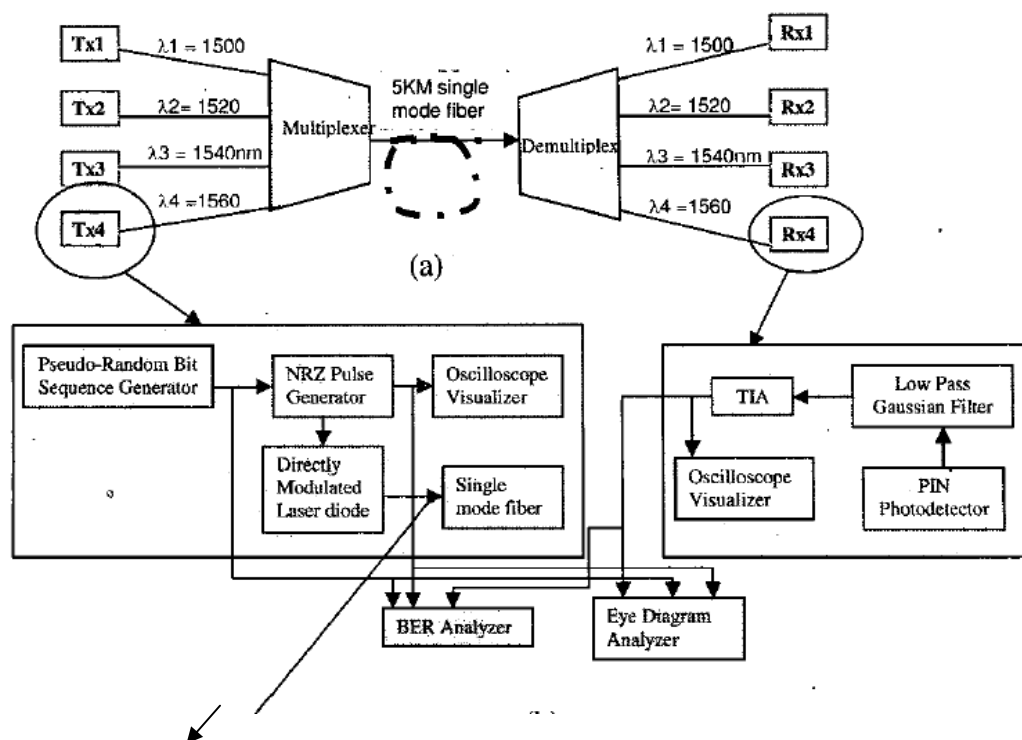 Tx1
λ1 = 1500
Tx2
λ2= 1520
Tx3
λ3 = 1540nm
Tx4
λ4 =1560
Multiplexer
5KM single
mode fiber
Demultiplex
λ1 = 1500
Rx1
λ2= 1520
Rx2
λ3 = 1540nm
Rx3
λ4 =1560
Rx4
(a)
Pseudo-Random Bit
Sequence Generator
NRZ Pulse
Generator
Oscilloscope
Visualizer
Directly
Modulated
Laser diode
Single
mode fiber
TIA
Low Pass
Gaussian Filter
Oscilloscope
Visualizer
PIN
Photodetector
BER Analyzer
Eye Diagram
Analyzer